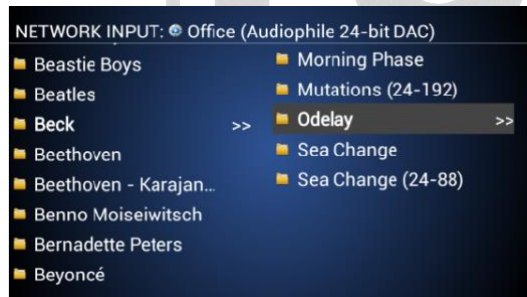 NETWORK INPUT: Office (Audiophile 24-bit DAC)
Beastie Boys
Beatles
Beck >>
Beethoven
Beethoven - Karajan...
Benno Moiseiwitsch
Bernadette Peters
Beyoncé
Morning Phase
Mutations (24-192)
Odelay >>
Sea Change
Sea Change (24-88)